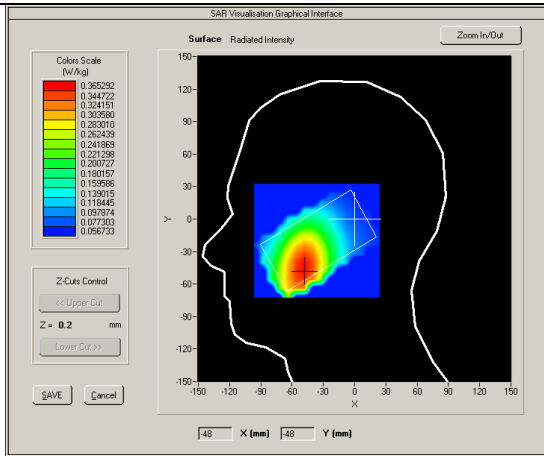 SAR Visualisation Graphical Interface
Surface Radiated Intensity
Zoom In/Out
Colors Scale
(W/kg)
0.365292
0.344722
0.324151
0.303580
0.283010
0.262439
0.241869
0.221298
0.200727
0.180157
0.159586
0.139015
0.118445
0.097874
0.077303
0.056733
Z-Cuts Control
<< Upper Cut
Z = 0.2 mm
Lower Cut >>
SAVE Cancel
150-
120-
90-
60-
30-
0-
-30-
-60-
-90-
-120-
-150-
Y
-150 -120 -90 -60 -30 0 30 60 90 120 150
X
-48 X (mm) -48 Y (mm)